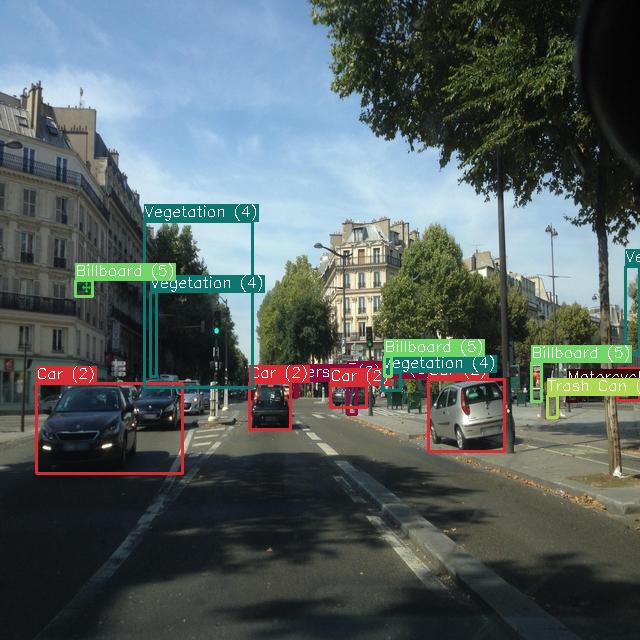 Vegetation (4)
Billboard (5)
Vegetation (4)
Billboard (5)
Billboard (5)
Vegetation (4)
Car (2)
Car (2)
Car (2)
Trash Can (